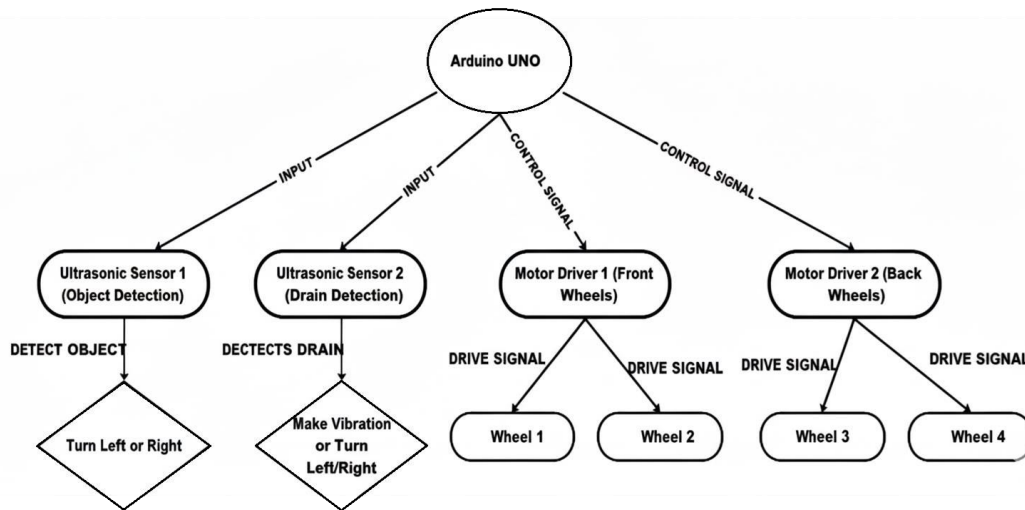 Arduino UNO
INPUT
INPUT
CONTROL SIGNAL
CONTROL SIGNAL
Ultrasonic Sensor 1
(Object Detection)
Ultrasonic Sensor 2
(Drain Detection)
Motor Driver 1 (Front
Wheels)
Motor Driver 2 (Back
Wheels)
DETECT OBJECT
DECTECTS DRAIN
DRIVE SIGNAL
DRIVE SIGNAL
DRIVE SIGNAL
DRIVE SIGNAL
Turn Left or Right
Make Vibration
or Turn
Left/Right
Wheel 1
Wheel 2
Wheel 3
Wheel 4